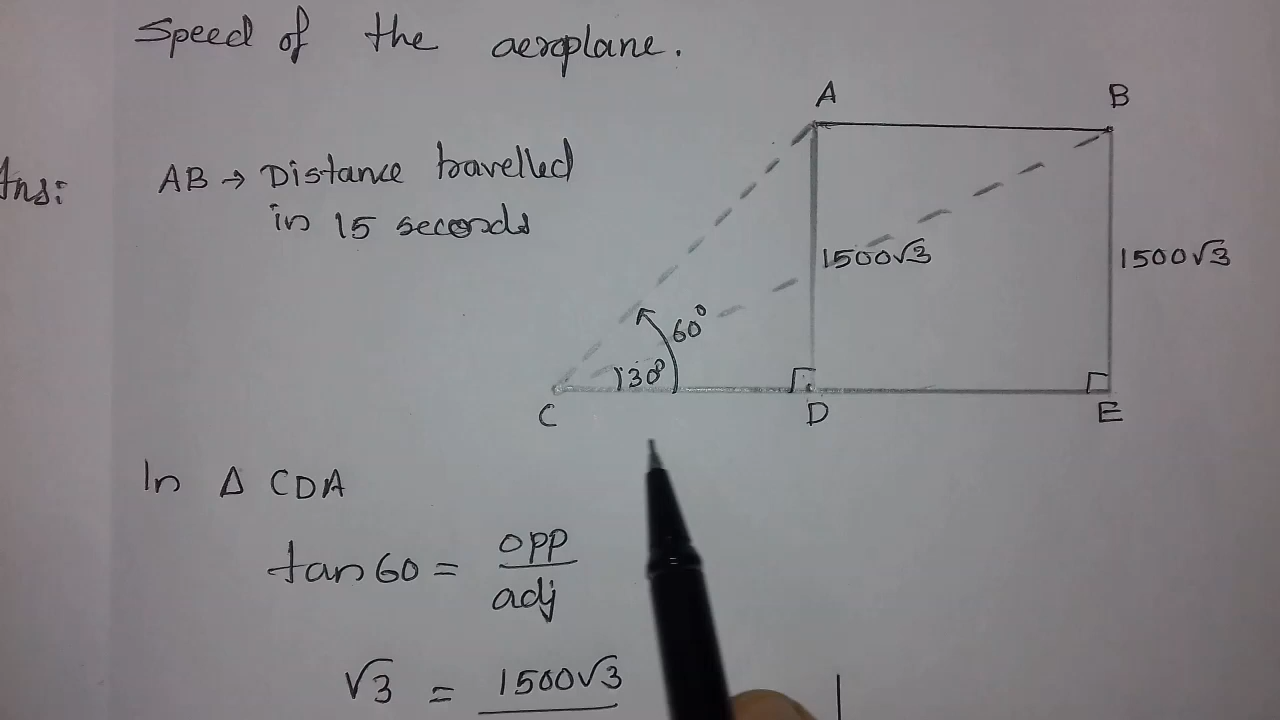 Speed of the aeroplane.
A
B
Ans: AB → Distance travelled
in 15 seconds
1500√3
1500√3
60°
30°
C
D
E
In Δ CDA
tan 60 = opp
adj
√3 = 1500√3